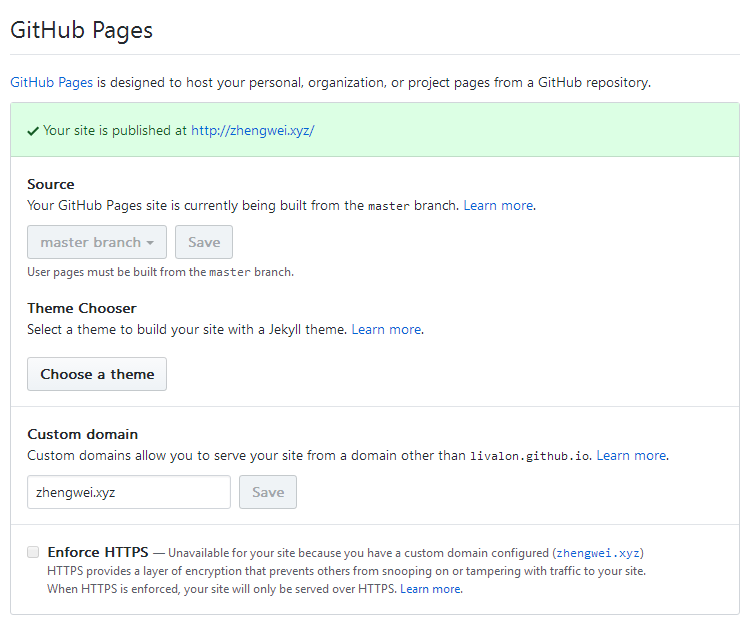 GitHub Pages
GitHub Pages is designed to host your personal, organization, or project pages from a GitHub repository.
Your site is published at http://zhengwei.xyz/
Source
Your GitHub Pages site is currently being built from the master branch. Learn more.
master branch
Save
User pages must be built from the master branch.
Theme Chooser
Select a theme to build your site with a Jekyll theme. Learn more.
Choose a theme
Custom domain
Custom domains allow you to serve your site from a domain other than livalon.github.io. Learn more.
zhengwei.xyz
Save
Enforce HTTPS — Unavailable for your site because you have a custom domain configured (zhengwei.xyz)
HTTPS provides a layer of encryption that prevents others from snooping on or tampering with traffic to your site.
When HTTPS is enforced, your site will only be served over HTTPS. Learn more.